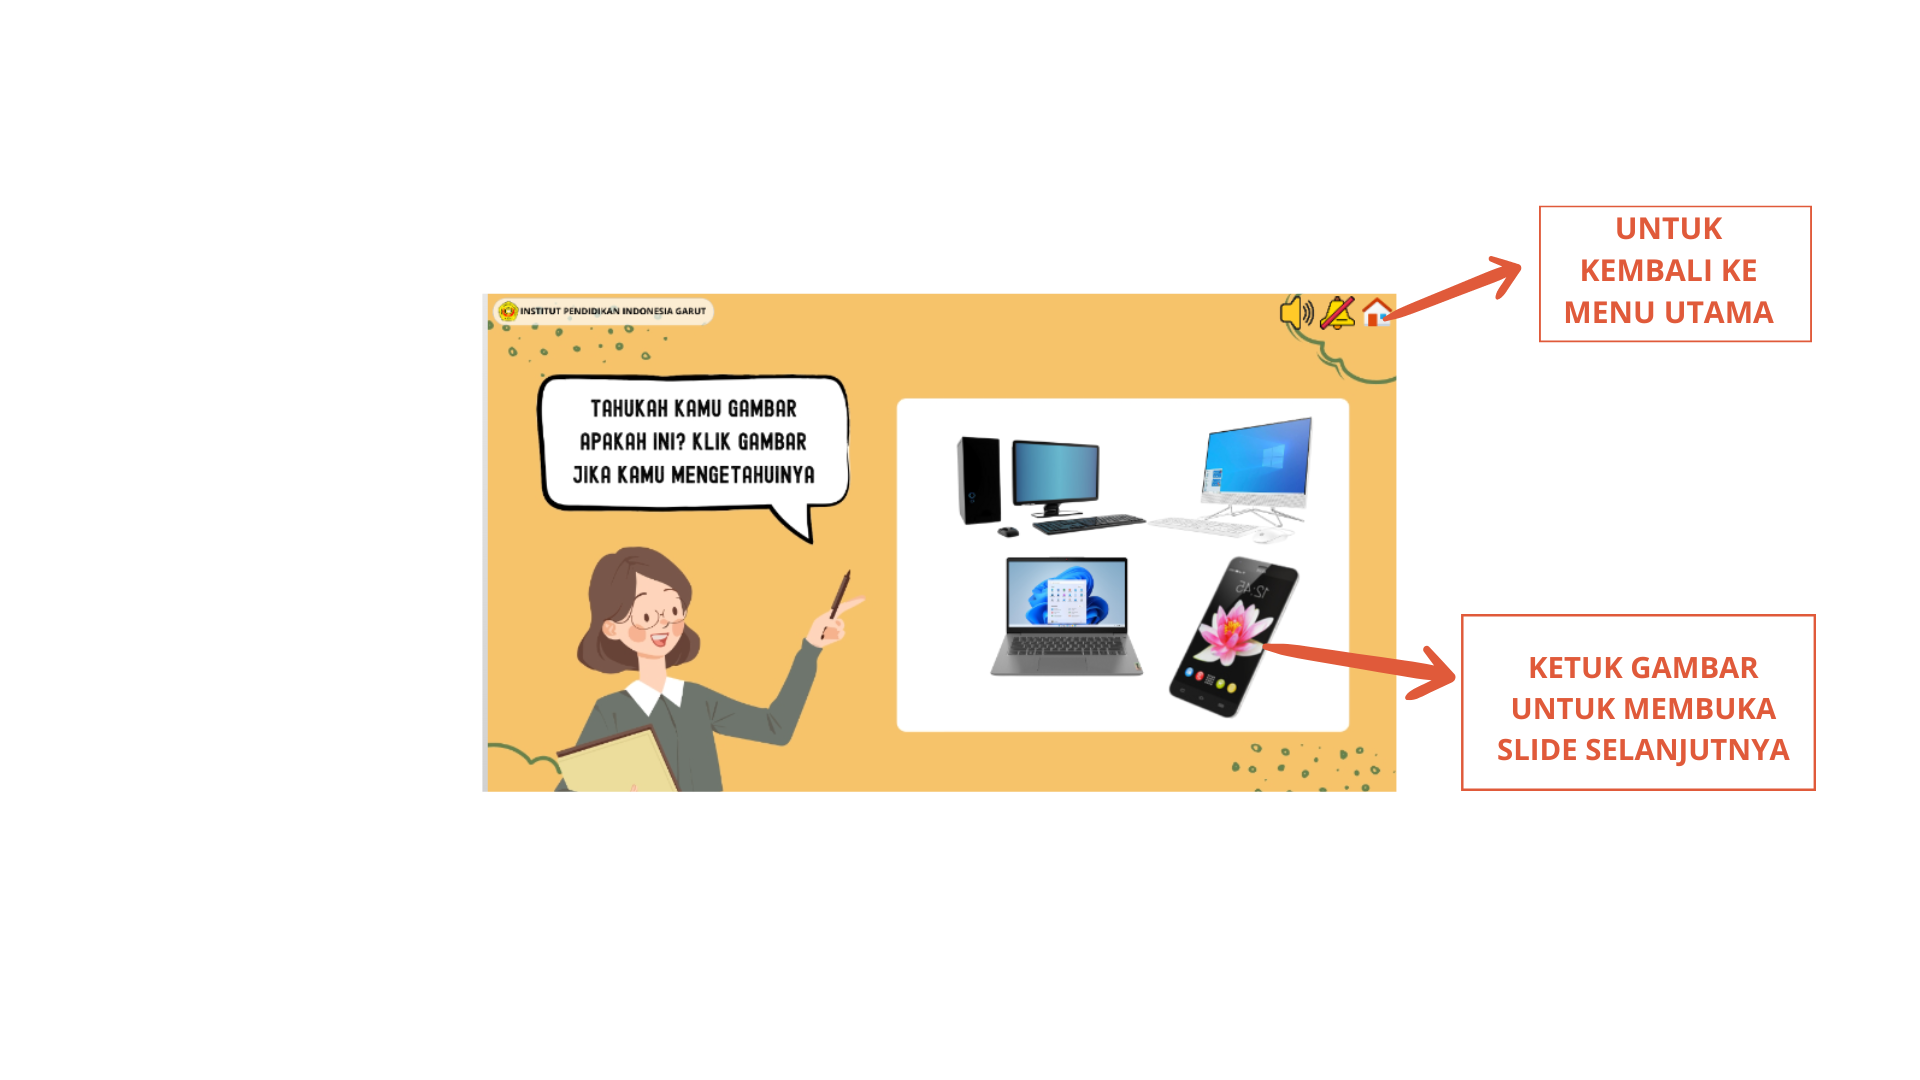 INSTITUT PENDIDIKAN INDONESIA GARUT
TAHUKAH KAMU GAMBAR
APAKAH INI? KLIK GAMBAR
JIKA KAMU MENGETAHUINYA
UNTUK
KEMBALI KE
MENU UTAMA
12:45
KETUK GAMBAR
UNTUK MEMBUKA
SLIDE SELANJUTNYA